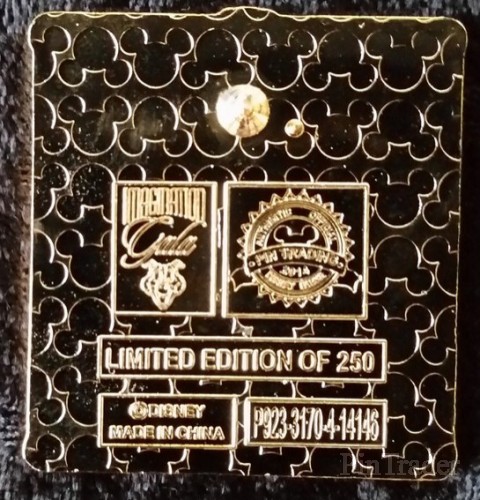 IMAGINATION
Gala
AUTHENTIC OFFICIAL
PIN TRADING
2014
LIMITED EDITION OF 250
©DISNEY
MADE IN CHINA
P923-3170-4-14146
PinTrader